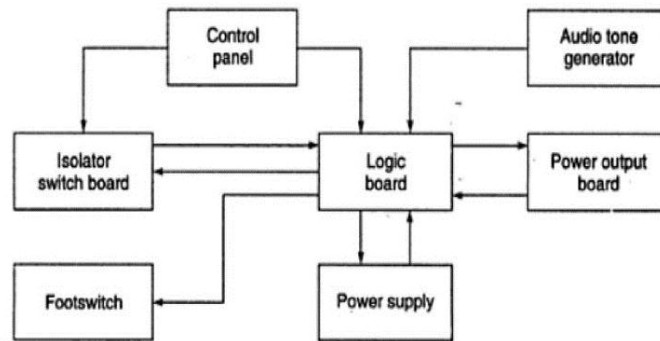 Control
panel
Audio tone
generator
Isolator
switch board
Logic
board
Power output
board
Footswitch
Power supply